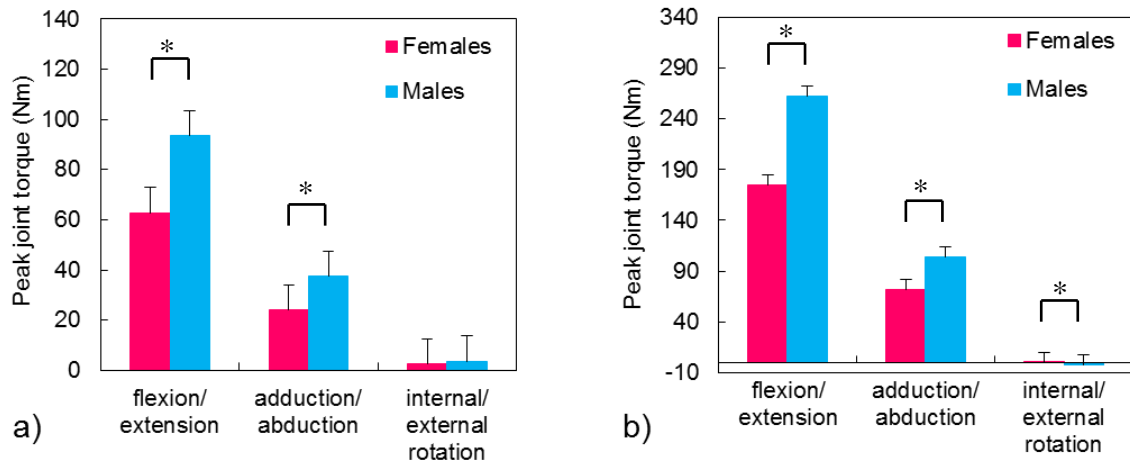 Peak joint torque (Nm)
140
120
100
80
60
40
20
0
Females
Males
*
*
flexion/
extension
adduction/
abduction
internal/
external
rotation
a)
Peak joint torque (Nm)
340
290
240
190
140
90
40
-10
Females
Males
*
*
*
flexion/
extension
adduction/
abduction
internal/
external
rotation
b)